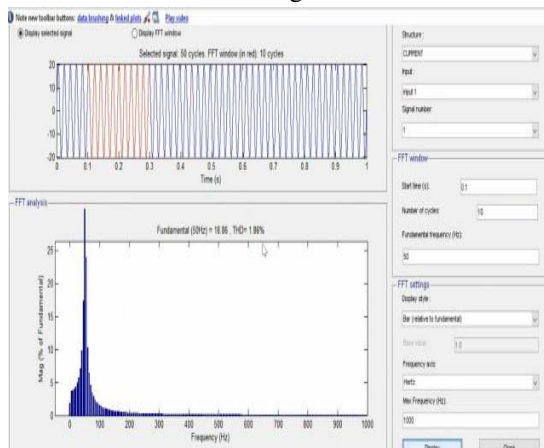 Note new toolbar buttons: data brushing & linked plots Play video
Display selected signal Display FFT window
Selected signal: 50 cycles. FFT window (in red): 10 cycles
20
10
0
-10
-20
0 0.1 0.2 0.3 0.4 0.5 0.6 0.7 0.8 0.9 1
Time (s)
FFT analysis
Fundamental (50Hz) = 18.86 , THD= 1.86%
Mag (% of Fundamental)
25
20
15
10
5
0
0 100 200 300 400 500 600 700 800 900 1000
Frequency (Hz)
Structure :
CURRENT
Input :
input 1
Signal number:
1
FFT window
Start time (s): 0.1
Number of cycles: 10
Fundamental frequency (Hz):
50
FFT settings
Display style :
Bar (relative to fundamental)
Base value: 1.0
Frequency axis:
Hertz
Max Frequency (Hz):
1000
Display Close